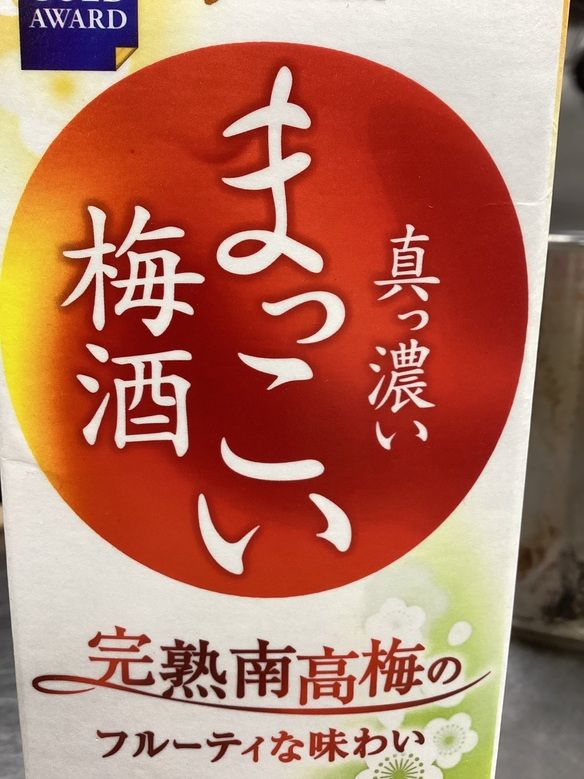 AWARD
真っ濃い
まっこい
梅酒
完熟南高梅の
フルーティな味わい